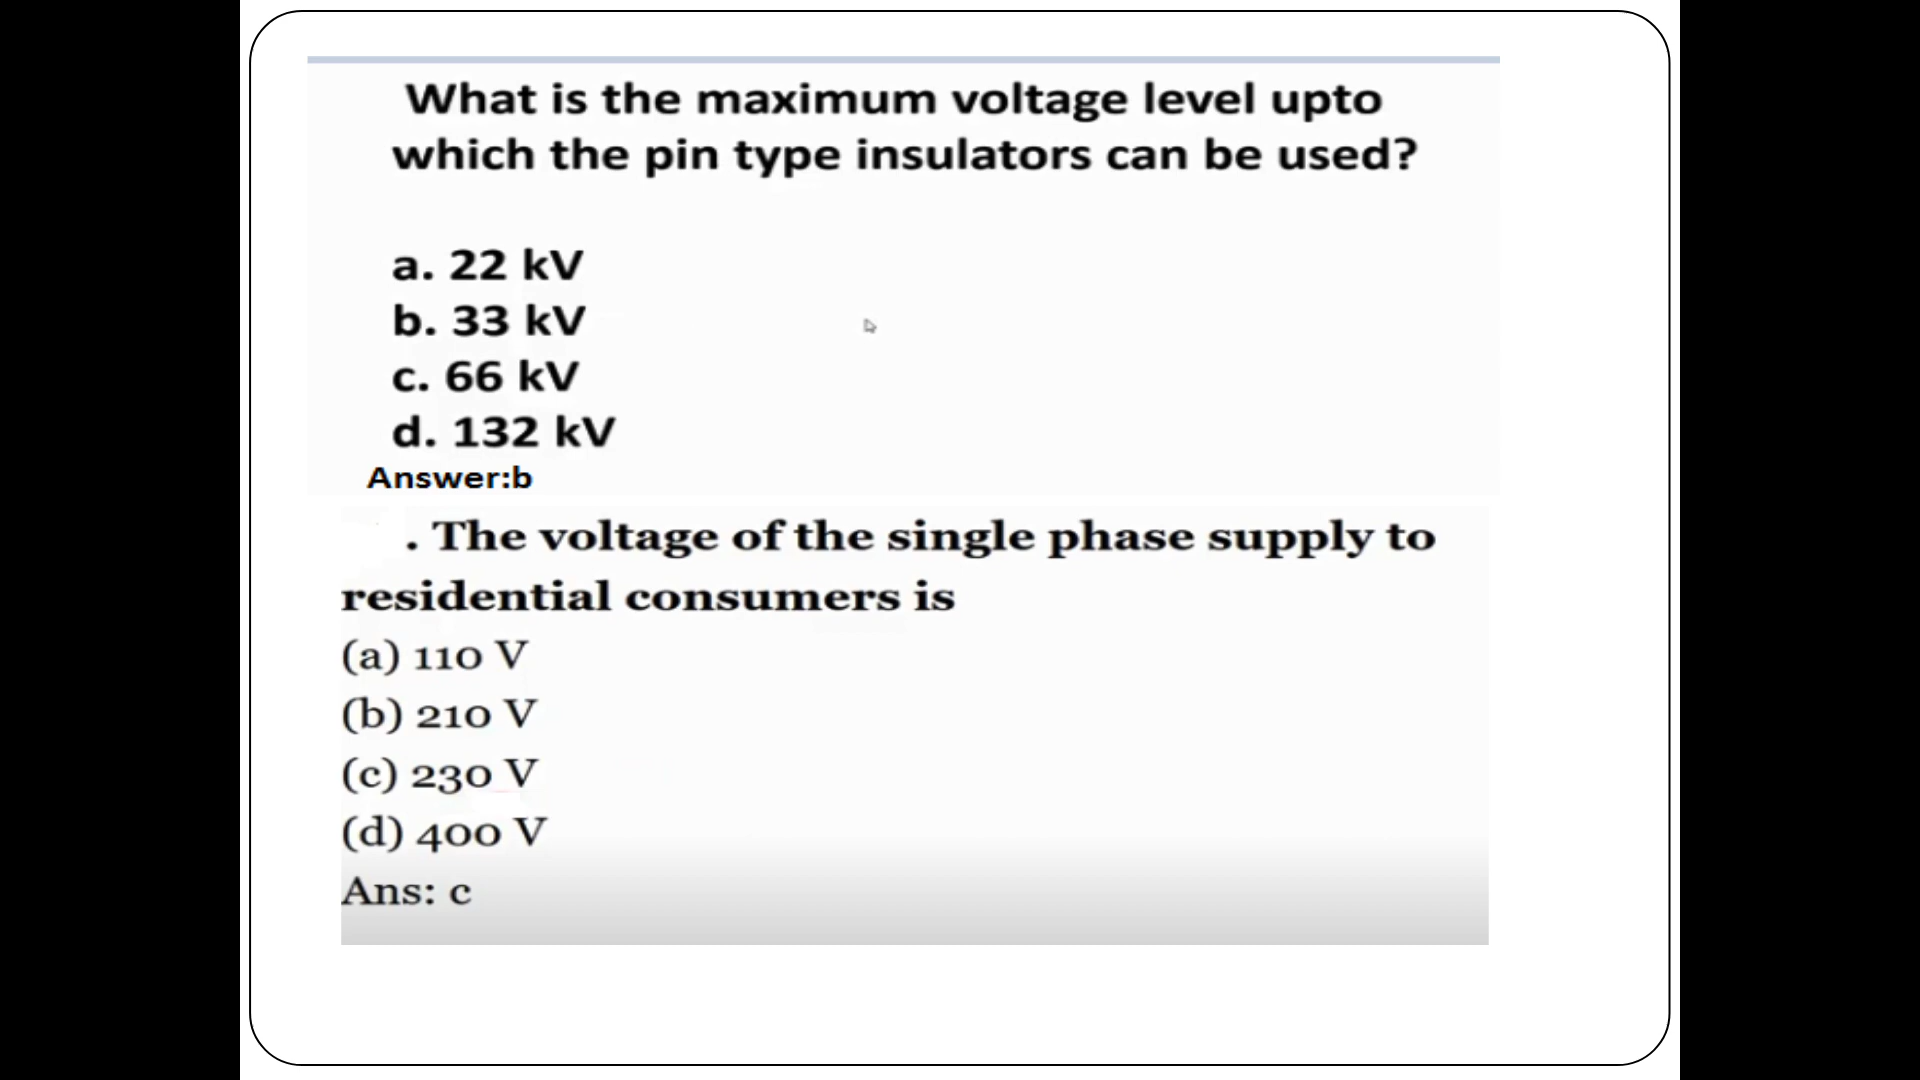 What is the maximum voltage level upto
which the pin type insulators can be used?
a. 22 kV
b. 33 kV
c. 66 kV
d. 132 kV
Answer:b
. The voltage of the single phase supply to
residential consumers is
(a) 110 V
(b) 210 V
(c) 230 V
(d) 400 V
Ans: c